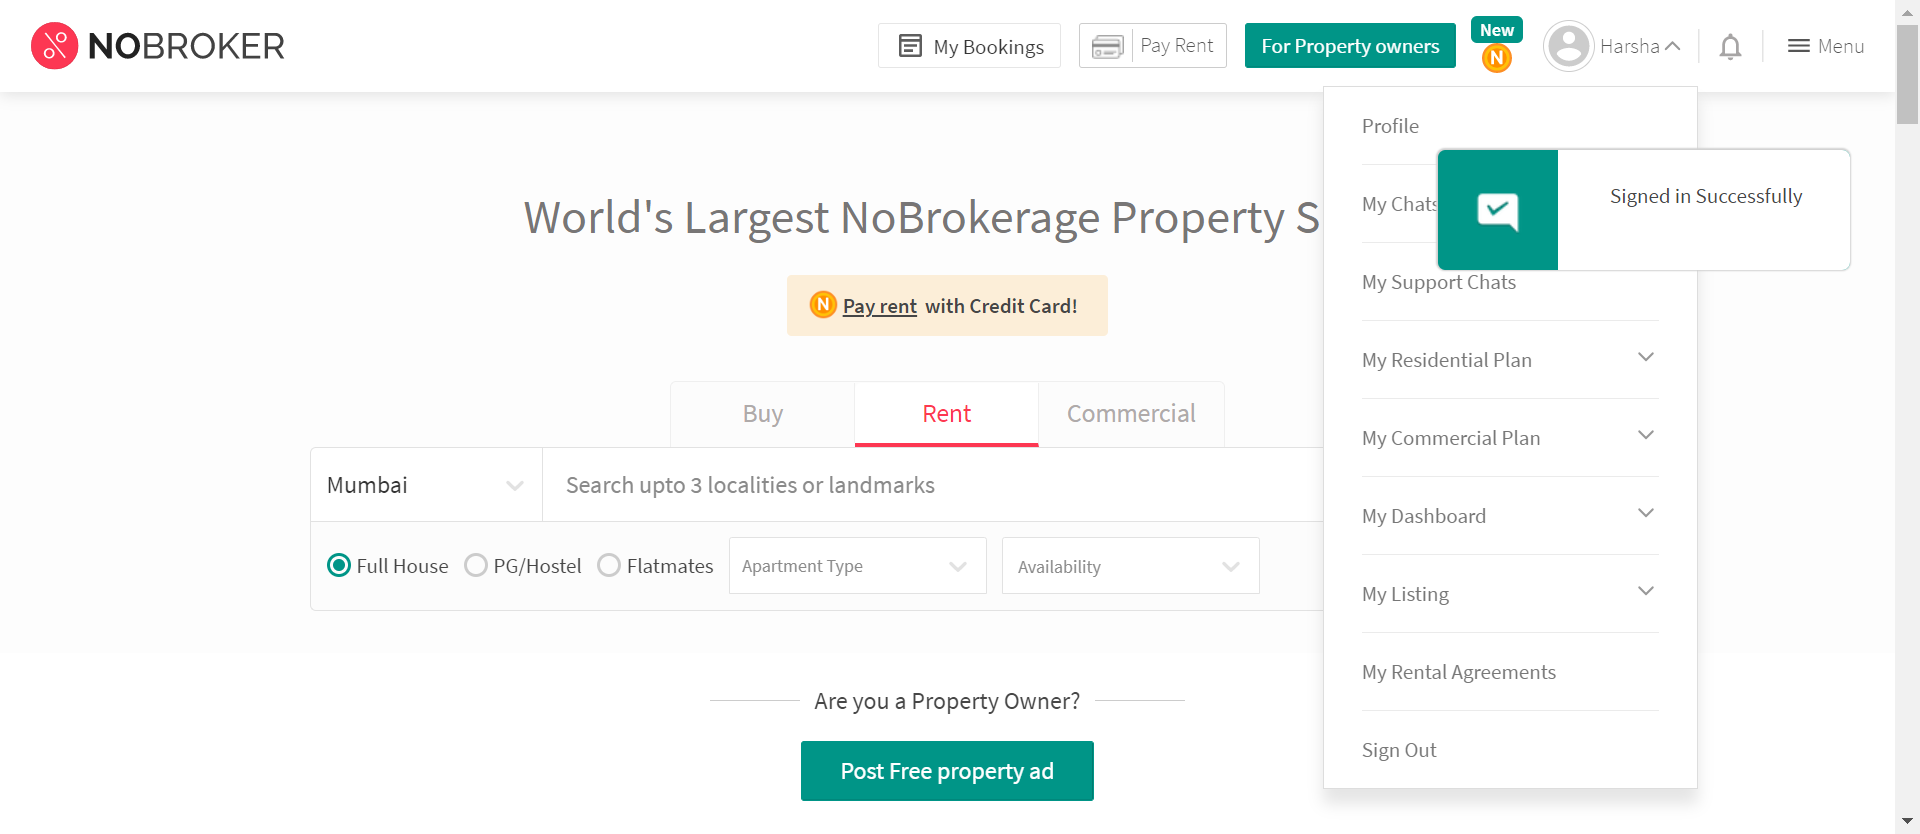 NOBROKER
My Bookings
Pay Rent
For Property owners
New
N
Harsha
Menu
Profile
My Chats
Signed in Successfully
My Support Chats
My Residential Plan
My Commercial Plan
My Dashboard
My Listing
My Rental Agreements
Sign Out
World's Largest NoBrokerage Property S
N Pay rent with Credit Card!
Buy
Rent
Commercial
Mumbai
Search upto 3 localities or landmarks
Full House
PG/Hostel
Flatmates
Apartment Type
Availability
Are you a Property Owner?
Post Free property ad